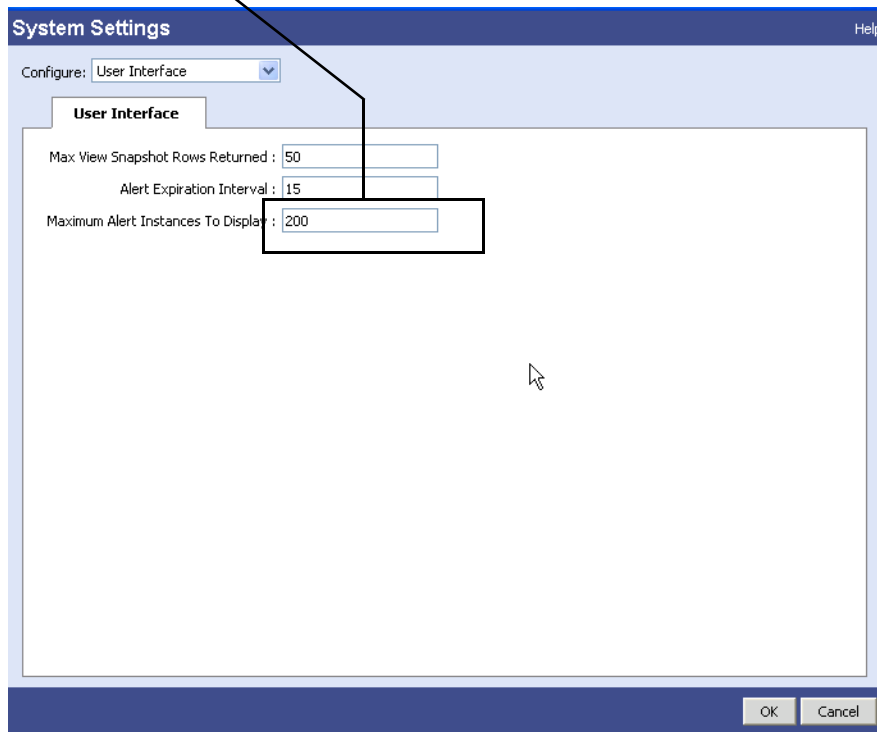 System Settings
Help
Configure: User Interface
User Interface
Max View Snapshot Rows Returned : 50
Alert Expiration Interval : 15
Maximum Alert Instances To Display : 200
OK Cancel